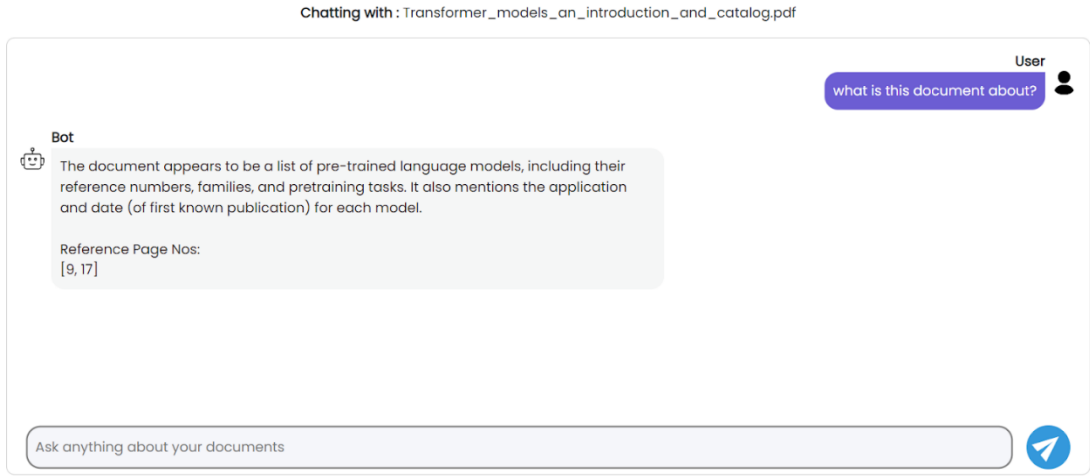 Chatting with : Transformer_models_an_introduction_and_catalog.pdf
User
what is this document about?
Bot
The document appears to be a list of pre-trained language models, including their
reference numbers, families, and pretraining tasks. It also mentions the application
and date (of first known publication) for each model.
Reference Page Nos:
[9, 17]
Ask anything about your documents